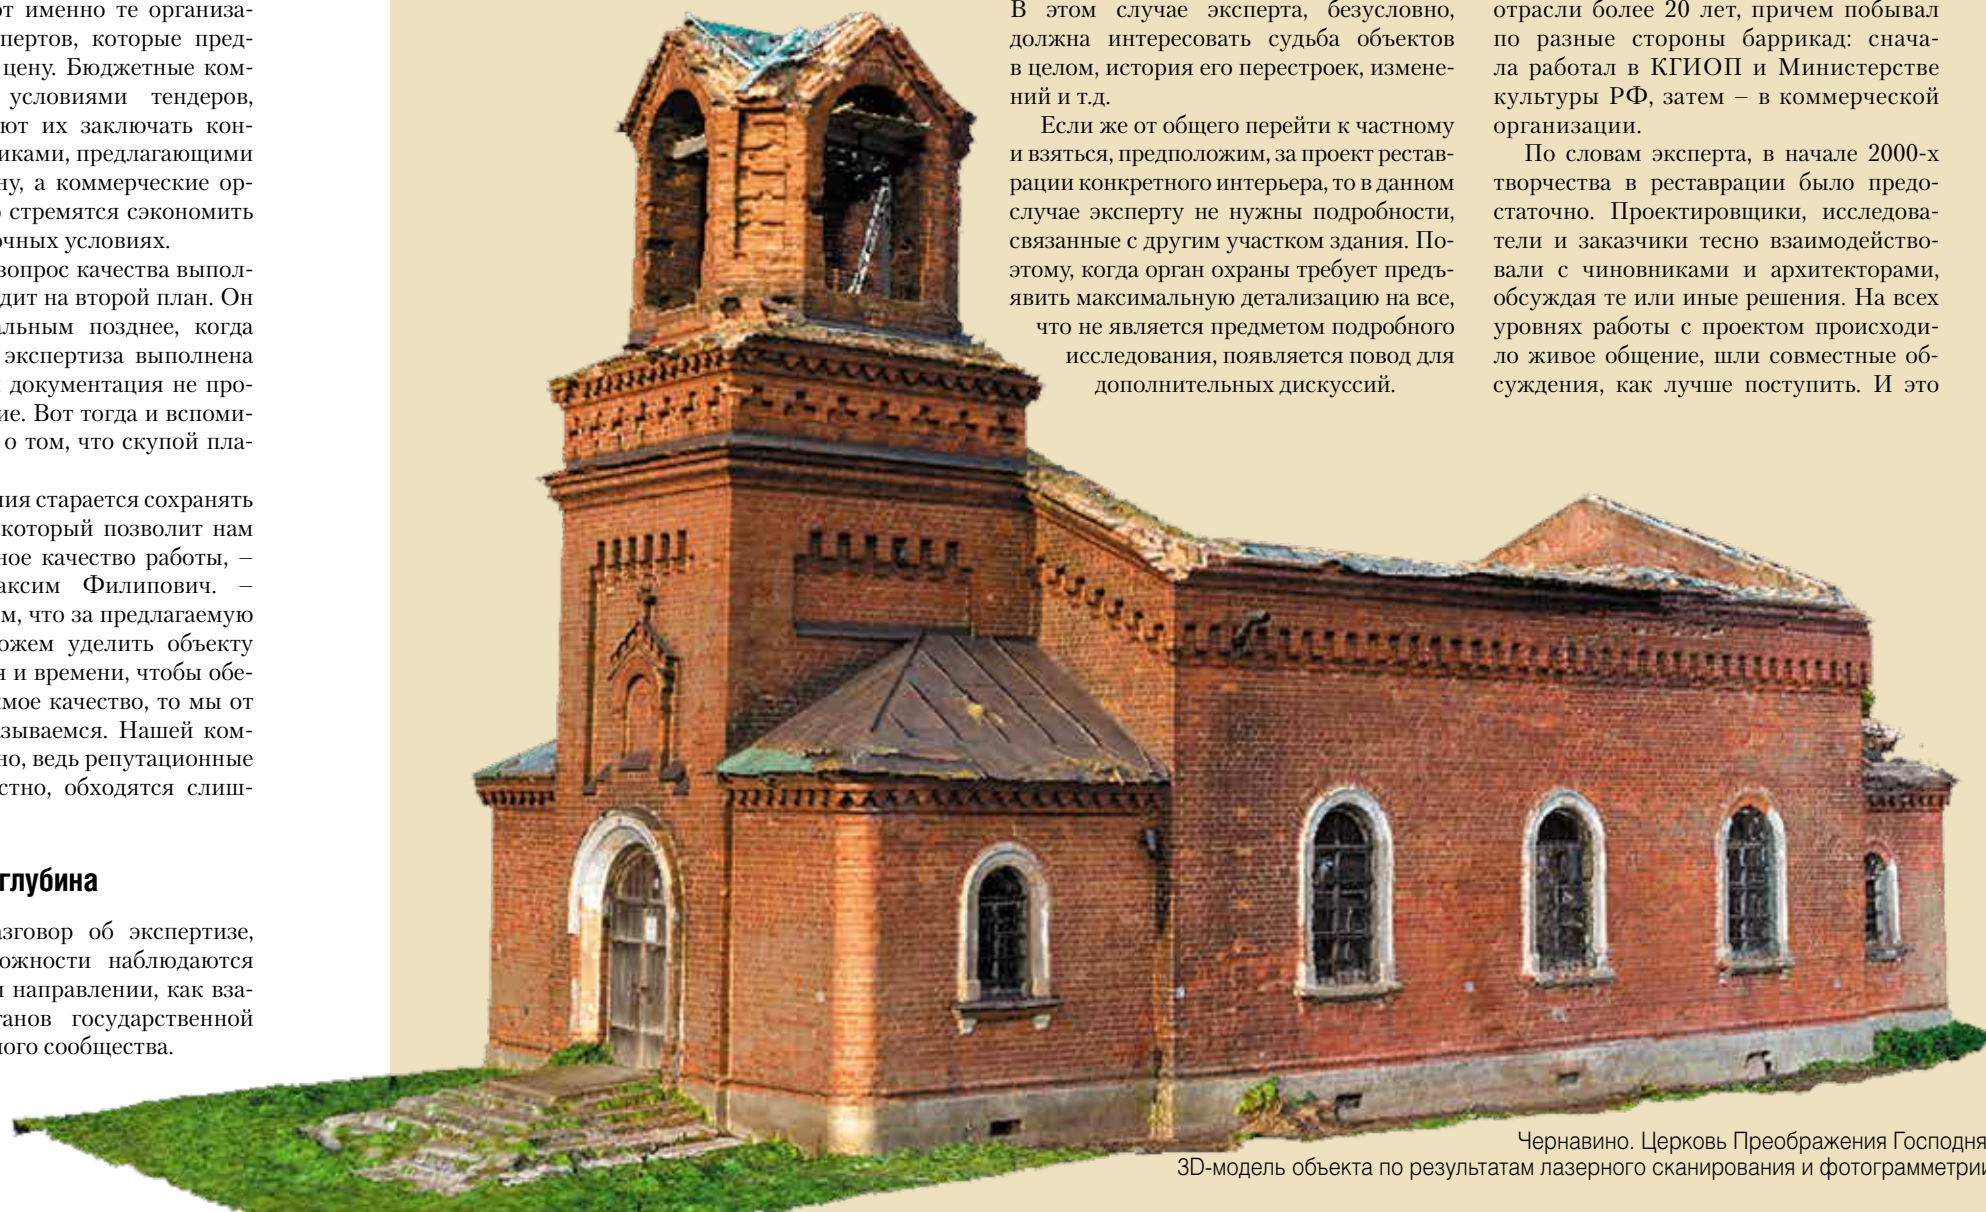 от именно те организа-
пертов, которые пред-
цену. Бюджетные ком-
условиями тендеров,
ют их заключать кон-
иками, предлагающими
ну, а коммерческие ор-
о стремятся сэкономить
очных условиях.
вопрос качества выпол-
дит на второй план. Он
альным позднее, когда
экспертиза выполнена
и документация не про-
ие. Вот тогда и вспоми-
о том, что скупой пла-
ния старается сохранять
который позволит нам
ное качество работы, –
аксим Филипович. –
м, что за предлагаемую
ожем уделить объекту
я и времени, чтобы обе-
имое качество, то мы от
зываемся. Нашей ком-
но, ведь репутационные
стно, обходятся слиш-
глубина
азговор об экспертизе,
ожности наблюдаются
м направлении, как вза-
ганов государственной
ного сообщества.
В этом случае эксперта, безусловно,
должна интересовать судьба объектов
в целом, история его перестроек, измене-
ний и т.д.
Если же от общего перейти к частному
и взяться, предположим, за проект рестав-
рации конкретного интерьера, то в данном
случае эксперту не нужны подробности,
связанные с другим участком здания. По-
этому, когда орган охраны требует предъ-
явить максимальную детализацию на все,
что не является предметом подробного
исследования, появляется повод для
дополнительных дискуссий.
отрасли более 20 лет, причем побывал
по разные стороны баррикад: снача-
ла работал в КГИОП и Министерстве
культуры РФ, затем – в коммерческой
организации.
По словам эксперта, в начале 2000-х
творчества в реставрации было предо-
статочно. Проектировщики, исследова-
тели и заказчики тесно взаимодейство-
вали с чиновниками и архитекторами,
обсуждая те или иные решения. На всех
уровнях работы с проектом происходи-
ло живое общение, шли совместные об-
суждения, как лучше поступить. И это
Чернавино. Церковь Преображения Господня.
3D-модель объекта по результатам лазерного сканирования и фотограмметрии